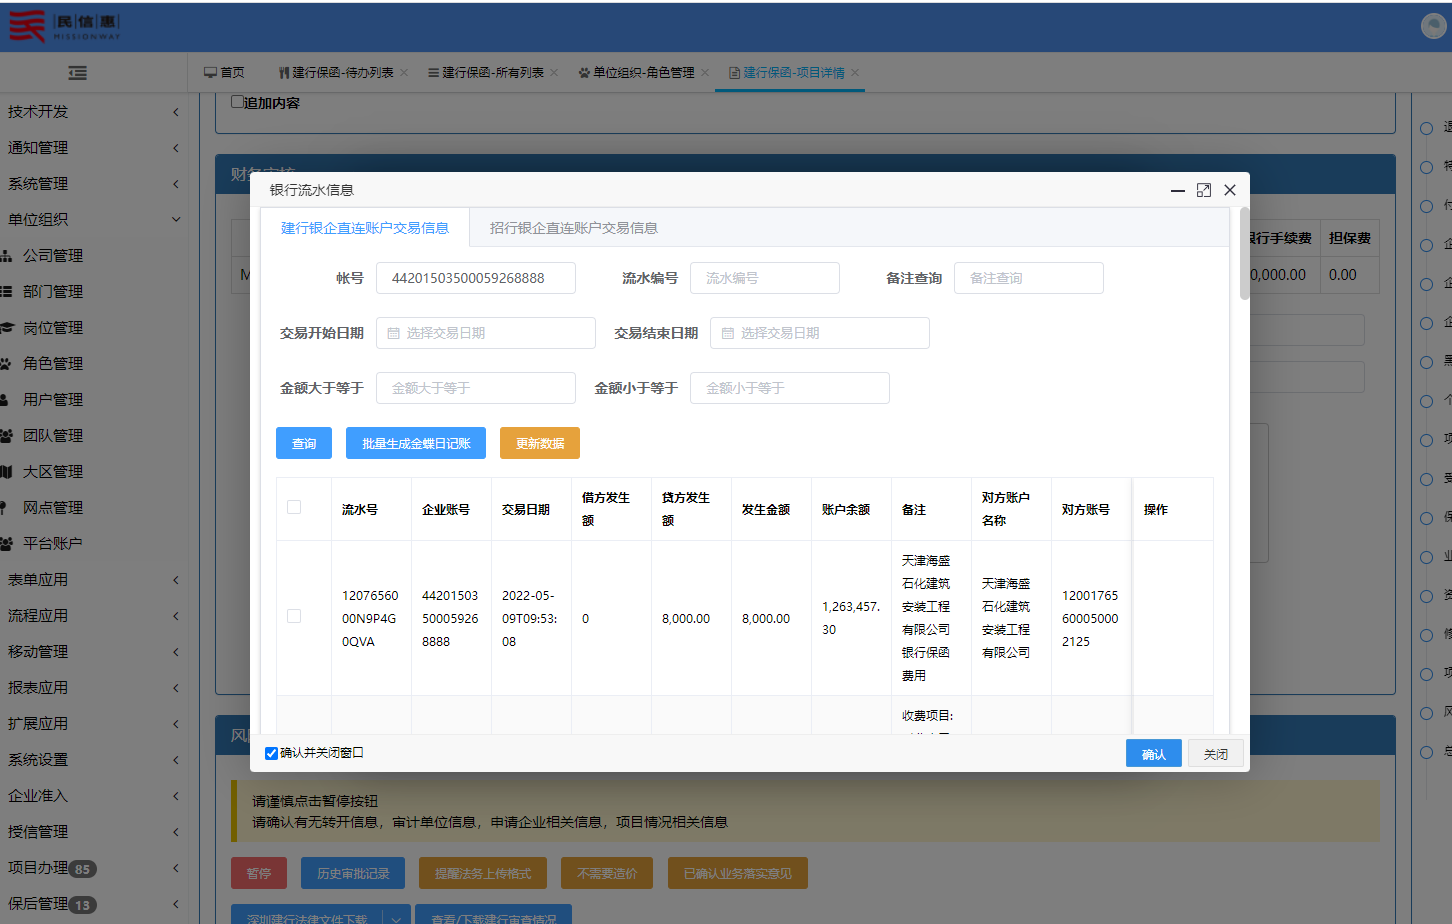 民|信|惠
MISSIONWAY
首页
建行保函-待办列表
建行保函-所有列表
单位组织-角色管理
建行保函-项目详情
技术开发
通知管理
系统管理
单位组织
公司管理
部门管理
岗位管理
角色管理
用户管理
团队管理
大区管理
网点管理
平台账户
表单应用
流程应用
移动管理
报表应用
扩展应用
系统设置
企业准入
授信管理
项目办理 85
保后管理 13
追加内容
银行流水信息
建行银企直连账户交易信息
招行银企直连账户交易信息
帐号 44201503500059268888 流水编号 流水编号 备注查询 备注查询
交易开始日期 选择交易日期 交易结束日期 选择交易日期
金额大于等于 金额大于等于 金额小于等于 金额小于等于
查询 批量生成金蝶日记账 更新数据
流水号 企业账号 交易日期 借方发生额 贷方发生额 发生金额 账户余额 备注 对方账户名称 对方账号 操作
1207656000N9P4G0QVA 44201503500059268888 2022-05-09T09:53:08 0 8,000.00 8,000.00 1,263,457.30 天津海盛石化建筑安装工程有限公司银行保函费用 天津海盛石化建筑安装工程有限公司 12001765600050002125
收费项目:
确认并关闭窗口
确认 关闭
行手续费 担保费
0,000.00 0.00
请谨慎点击暂停按钮
请确认有无转开信息，审计单位信息，申请企业相关信息，项目情况相关信息
暂停 历史审批记录 提醒法务上传格式 不需要造价 已确认业务落实意见
深圳建行法律文件下载 查看/下载建行审查情况